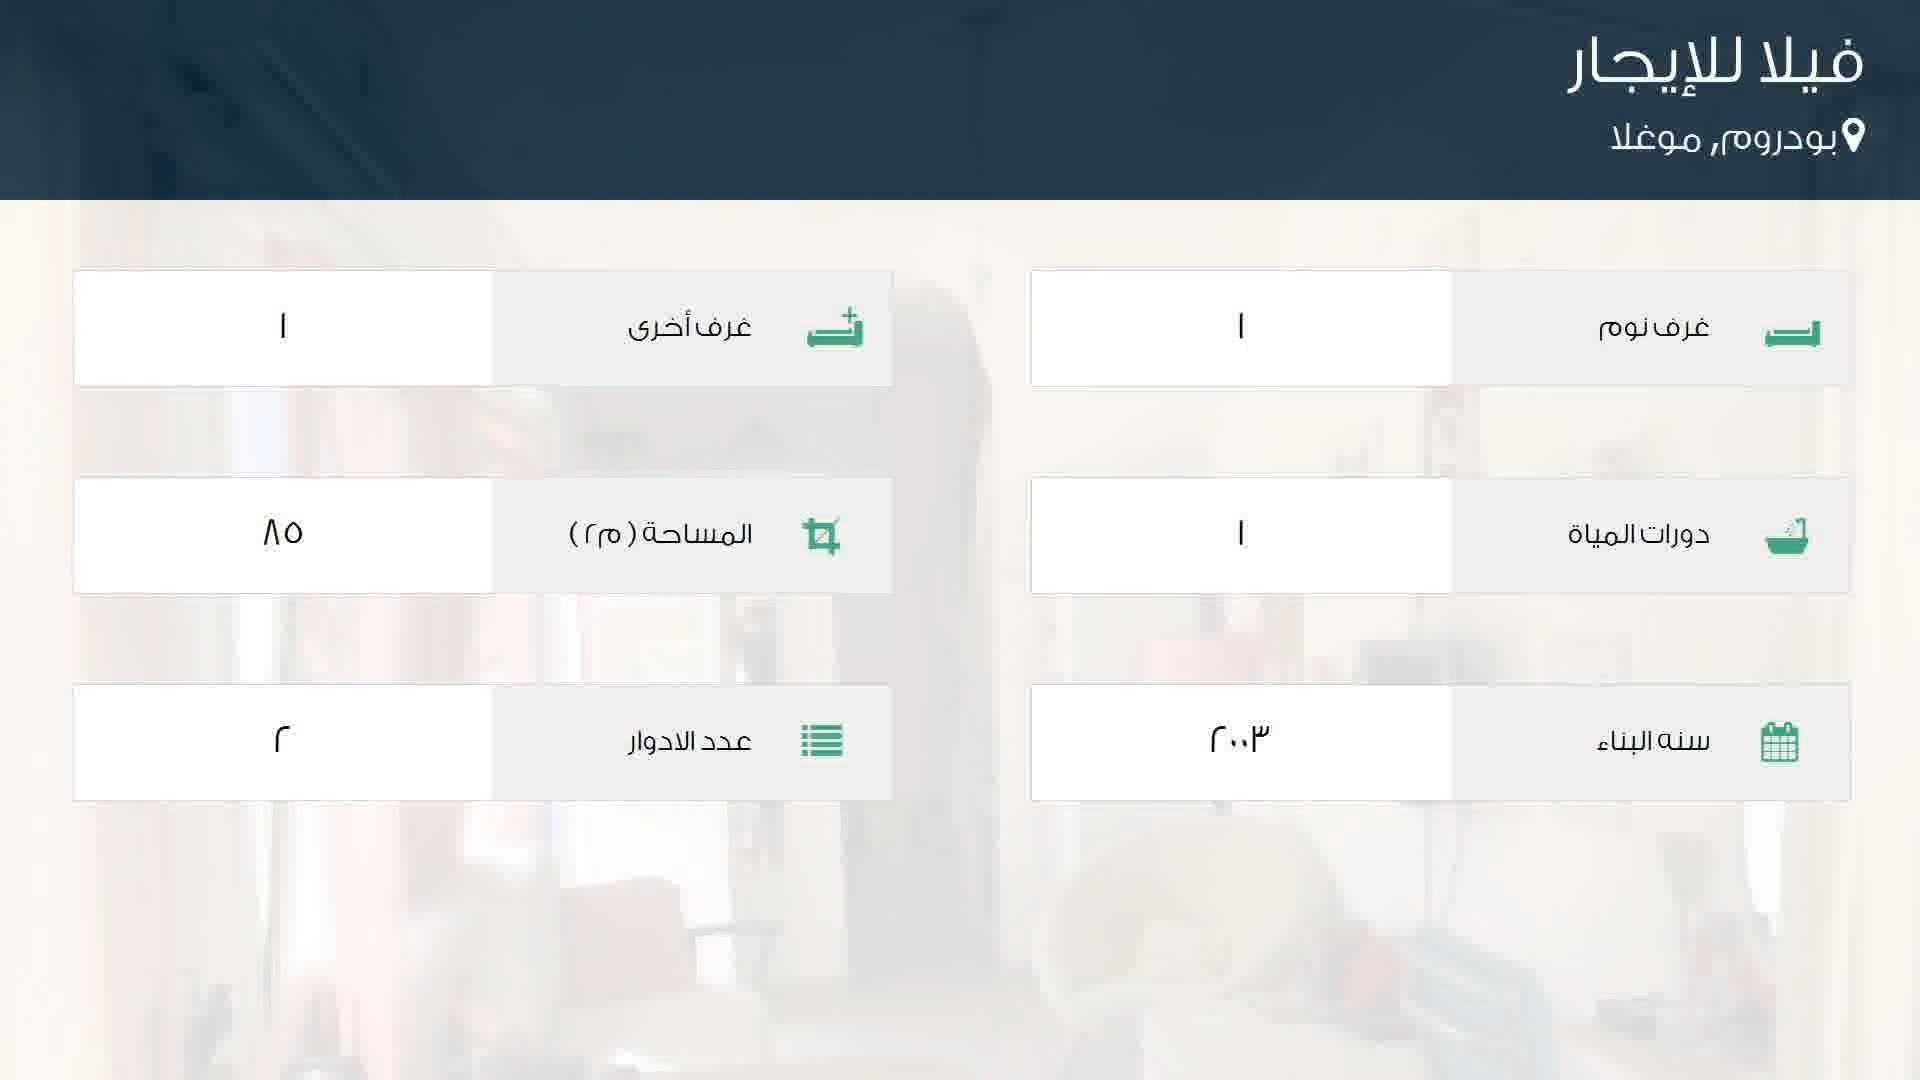 فيلا للإيجار
بودروم, موغلا
غرف نوم ١
غرف أخرى ١
دورات المياة ١
المساحة (م٢) ٨٥
سنه البناء ٢٠٠٣
عدد الادوار ٢